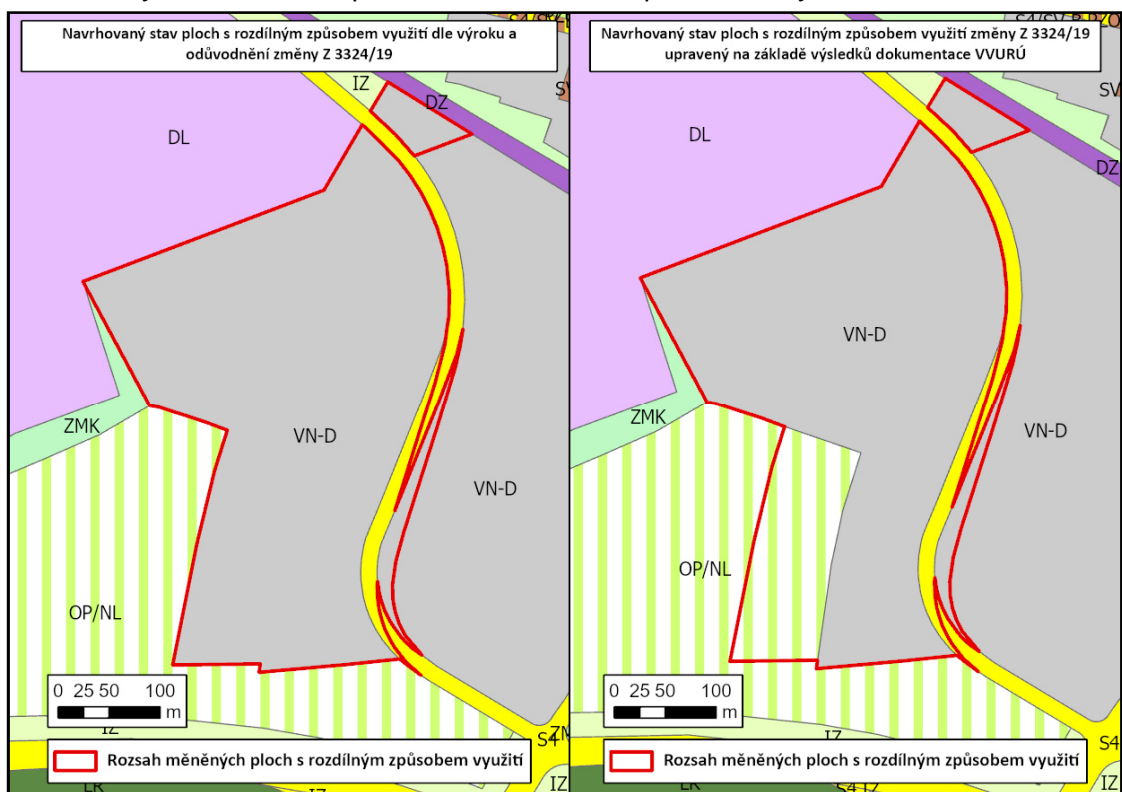 Navrhovaný stav ploch s rozdílným způsobem využití dle výroku a
odůvodnění změny Z 3324/19
IZ
DZ
SV
DL
ZMK
VN-D
VN-D
OP/NL
0 25 50 100
m
IZ
S4
LR
IZ
IZ
Rozsah měněných ploch s rozdílným způsobem využití
Navrhovaný stav ploch s rozdílným způsobem využití změny Z 3324/19
upravený na základě výsledků dokumentace VVURÚ
SV
DL
DZ
VN-D
ZMK
VN-D
OP/NL
0 25 50 100
m
IZ
S4
LR
S4 IZ
IZ
Rozsah měněných ploch s rozdílným způsobem využití